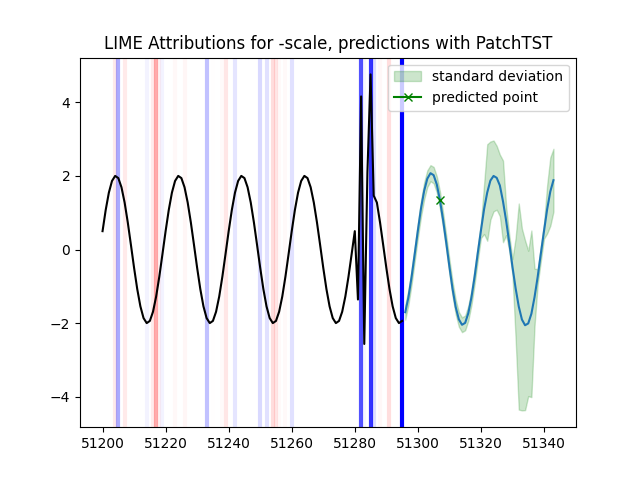 LIME Attributions for -scale, predictions with PatchTST
standard deviation
predicted point
4
2
0
−2
−4
51200 51220 51240 51260 51280 51300 51320 51340